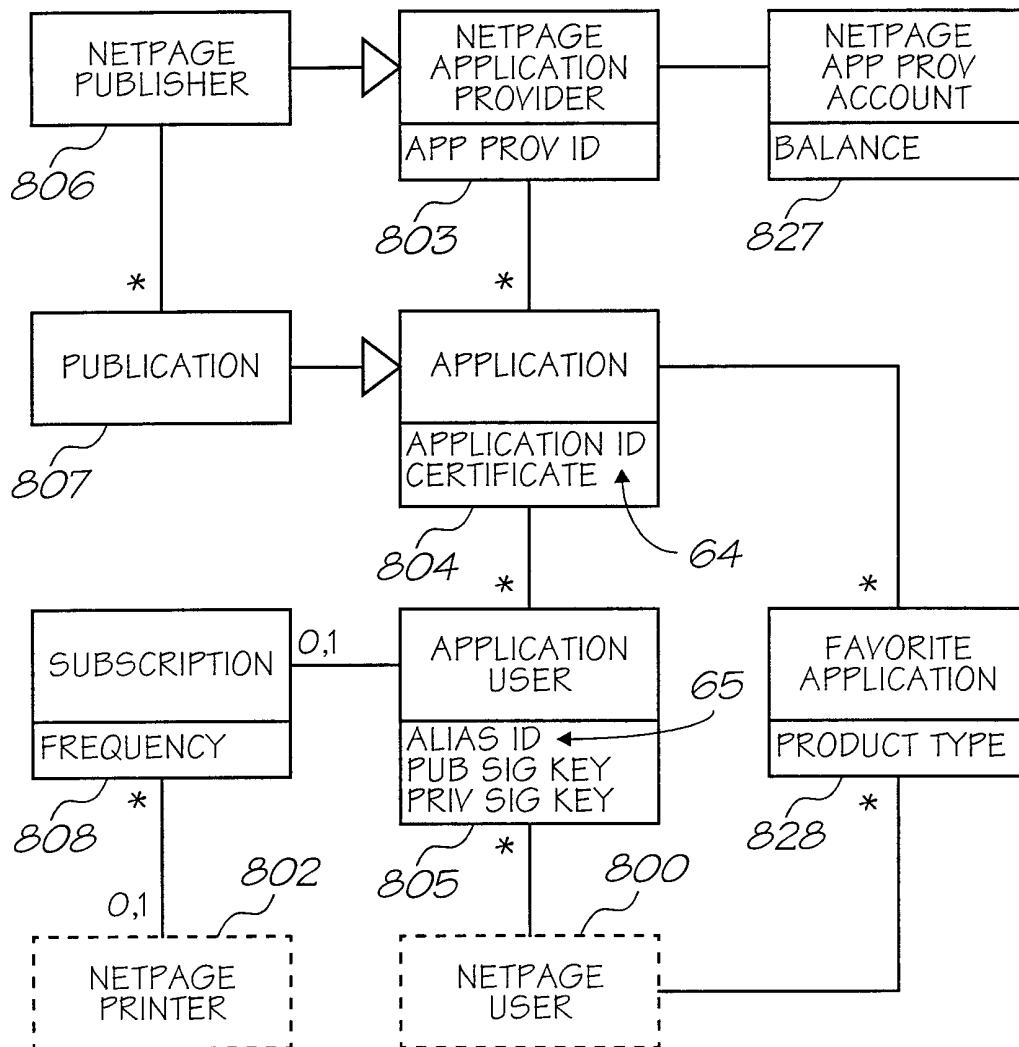 NETPAGE
PUBLISHER
NETPAGE
APPLICATION
PROVIDER
APP PROV ID
NETPAGE
APP PROV
ACCOUNT
BALANCE
806
803
827
*
*
PUBLICATION
APPLICATION
APPLICATION ID
CERTIFICATE
807
804
64
*
*
SUBSCRIPTION
FREQUENCY
0,1
APPLICATION
USER
ALIAS ID
PUB SIG KEY
PRIV SIG KEY
65
FAVORITE
APPLICATION
PRODUCT TYPE
*
808
805
*
*
828
802
800
0,1
NETPAGE
PRINTER
NETPAGE
USER